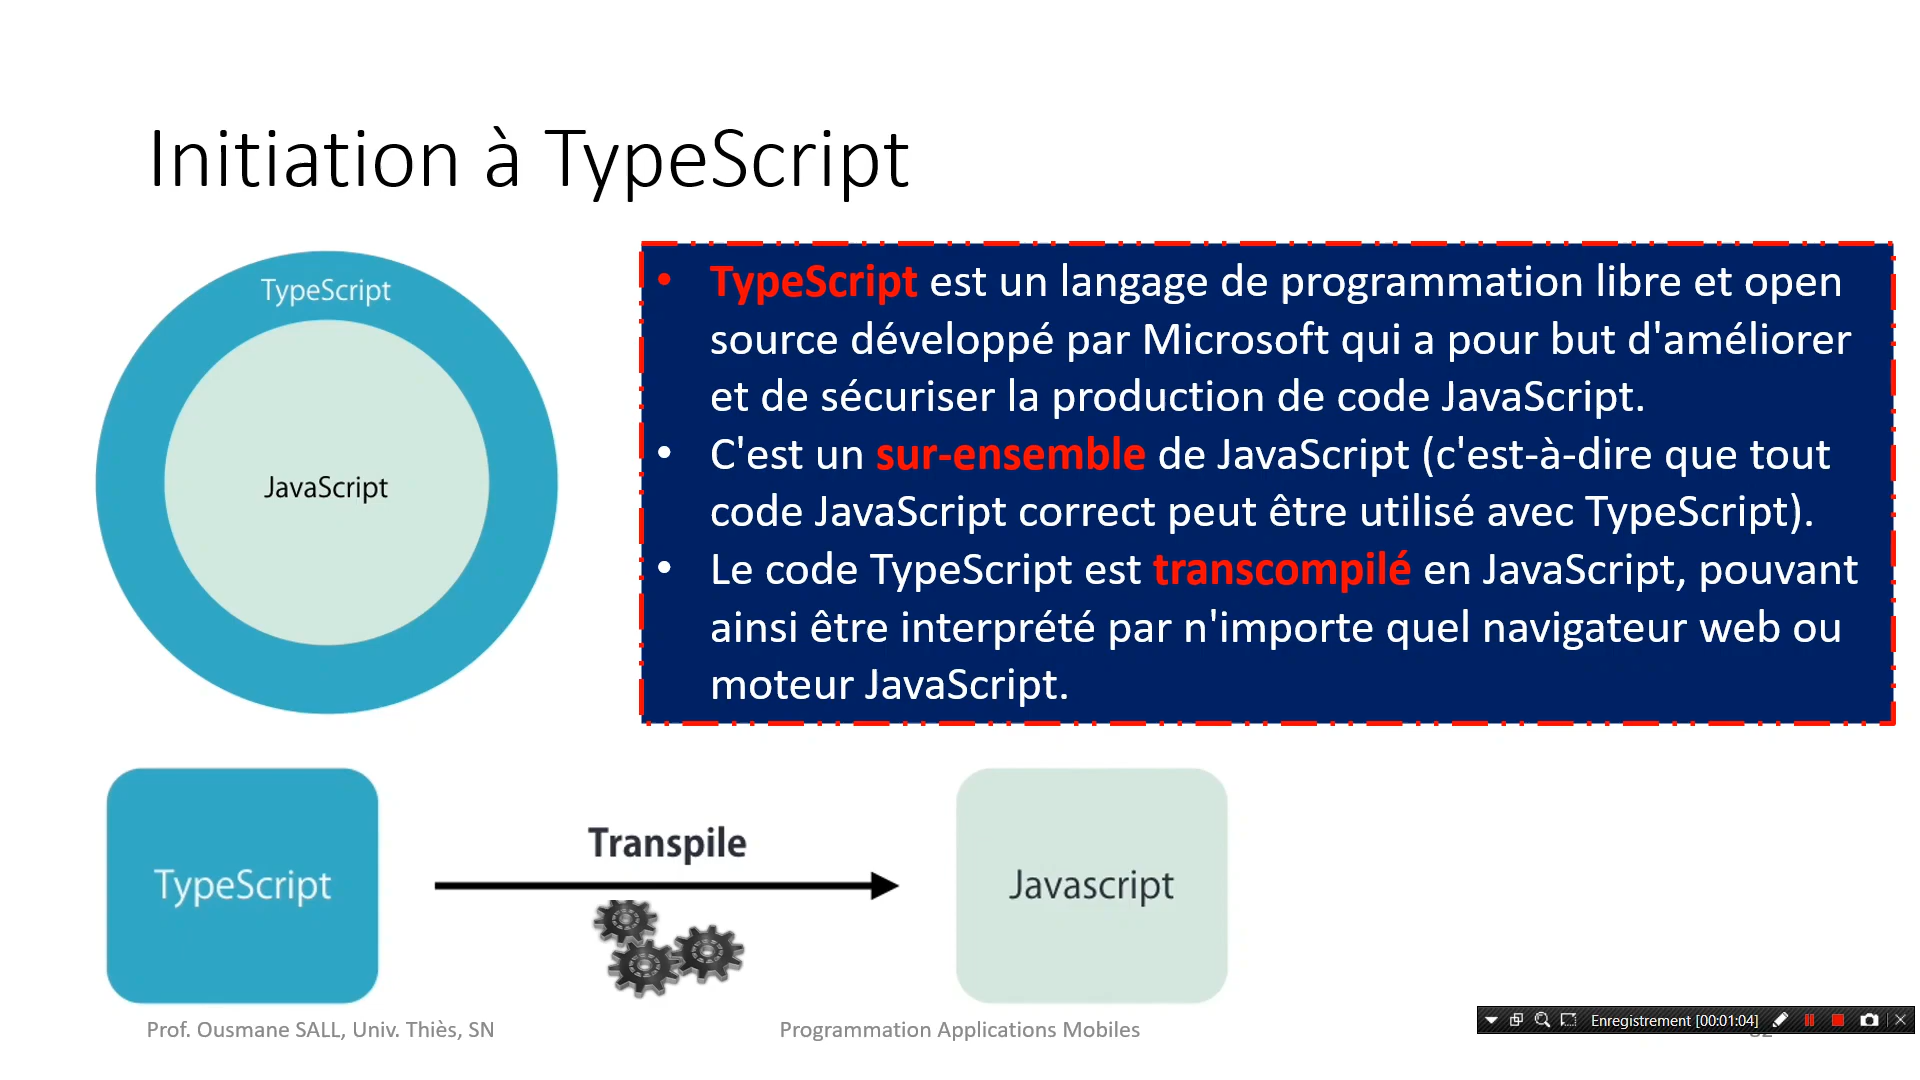 Initiation à TypeScript
TypeScript
JavaScript
• TypeScript est un langage de programmation libre et open
source développé par Microsoft qui a pour but d'améliorer
et de sécuriser la production de code JavaScript.
• C'est un sur-ensemble de JavaScript (c'est-à-dire que tout
code JavaScript correct peut être utilisé avec TypeScript).
• Le code TypeScript est transcompilé en JavaScript, pouvant
ainsi être interprété par n'importe quel navigateur web ou
moteur JavaScript.
TypeScript
Transpile
Javascript
Prof. Ousmane SALL, Univ. Thiès, SN
Programmation Applications Mobiles
Enregistrement [00:01:04]